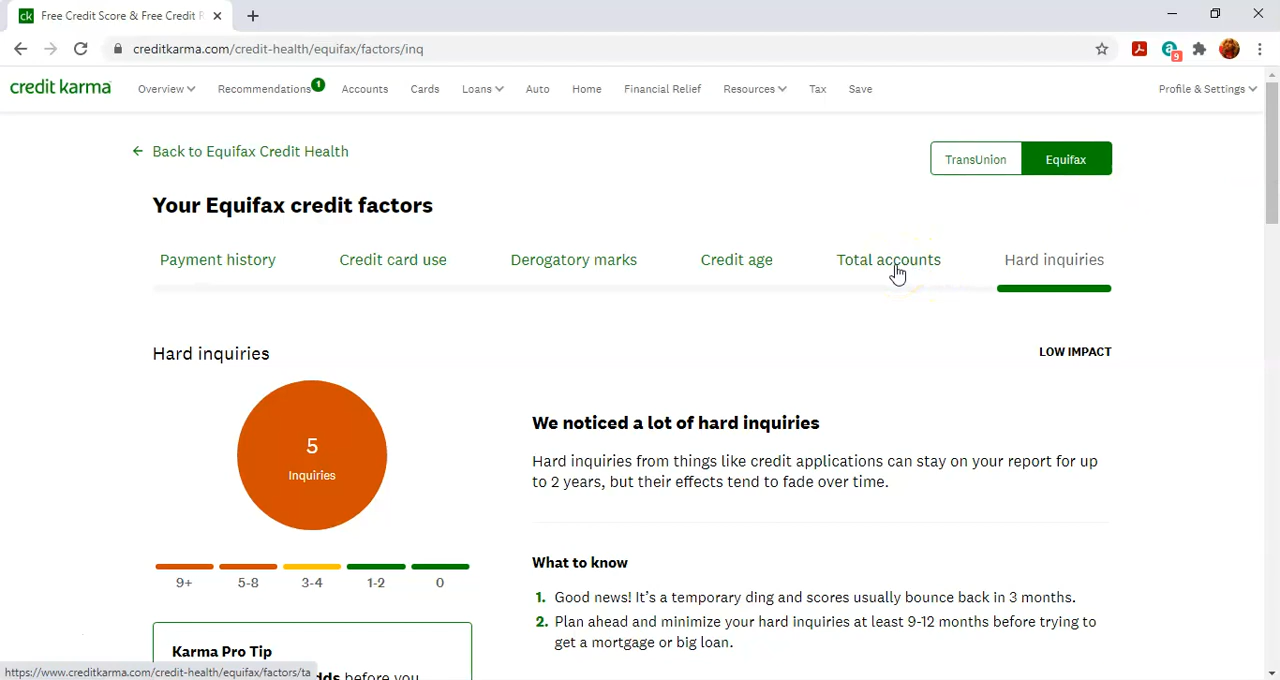 ck Free Credit Score & Free Credit R
creditkarma.com/credit-health/equifax/factors/inq
a
9
credit karma
Overview
Recommendations 1
Accounts
Cards
Loans
Auto
Home
Financial Relief
Resources
Tax
Save
Profile & Settings
Back to Equifax Credit Health
TransUnion
Equifax
Your Equifax credit factors
Payment history
Credit card use
Derogatory marks
Credit age
Total accounts
Hard inquiries
Hard inquiries
LOW IMPACT
5
Inquiries
9+
5-8
3-4
1-2
0
Karma Pro Tip
dds before you
We noticed a lot of hard inquiries
Hard inquiries from things like credit applications can stay on your report for up
to 2 years, but their effects tend to fade over time.
What to know
1. Good news! It's a temporary ding and scores usually bounce back in 3 months.
2. Plan ahead and minimize your hard inquiries at least 9-12 months before trying to
get a mortgage or big loan.
https://www.creditkarma.com/credit-health/equifax/factors/ta